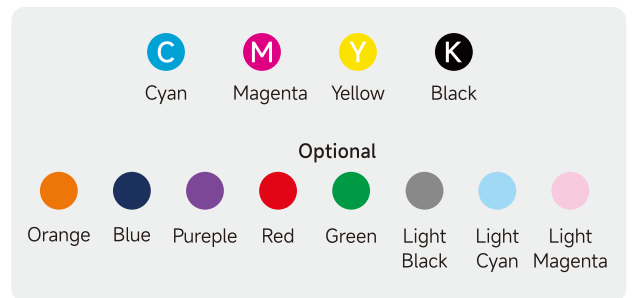 C M Y K
Cyan Magenta Yellow Black
Optional
Orange Blue Pureple Red Green Light Light Light
Black Cyan Magenta